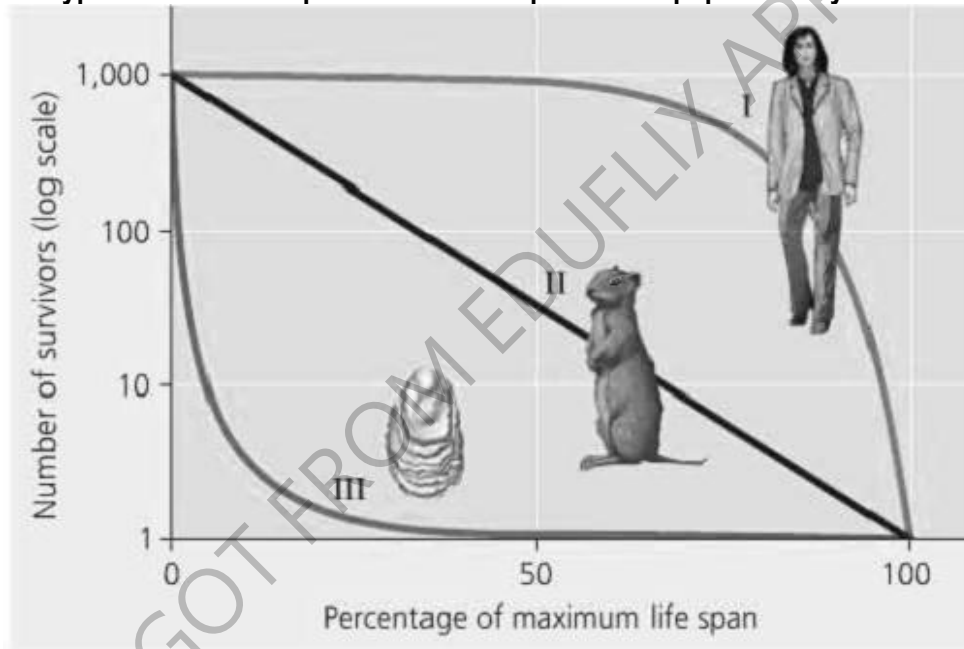 Number of survivors (log scale)
1,000
100
10
1
I
II
III
0
50
100
Percentage of maximum life span
GOT FROM EDUFLIX AP